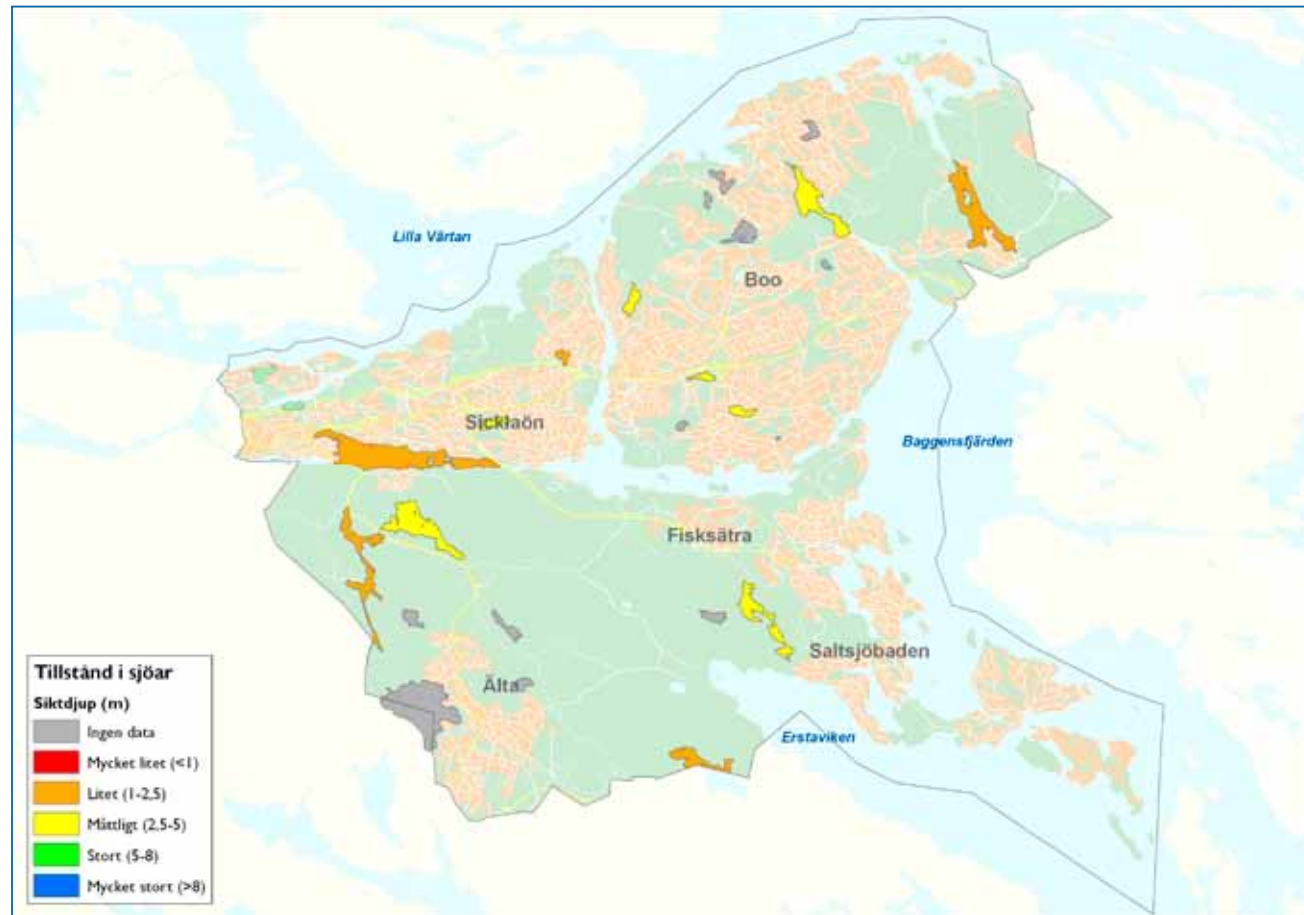 Lilla Värtan
Boo
Sicklaön
Baggensfjärden
Fisksätra
Saltsjöbaden
Älta
Erstaviken
Tillstånd i sjöar
Siktdjup (m)
Ingen data
Mycket litet (<1)
Litet (1-2,5)
Måttligt (2,5-5)
Stort (5-8)
Mycket stort (>8)